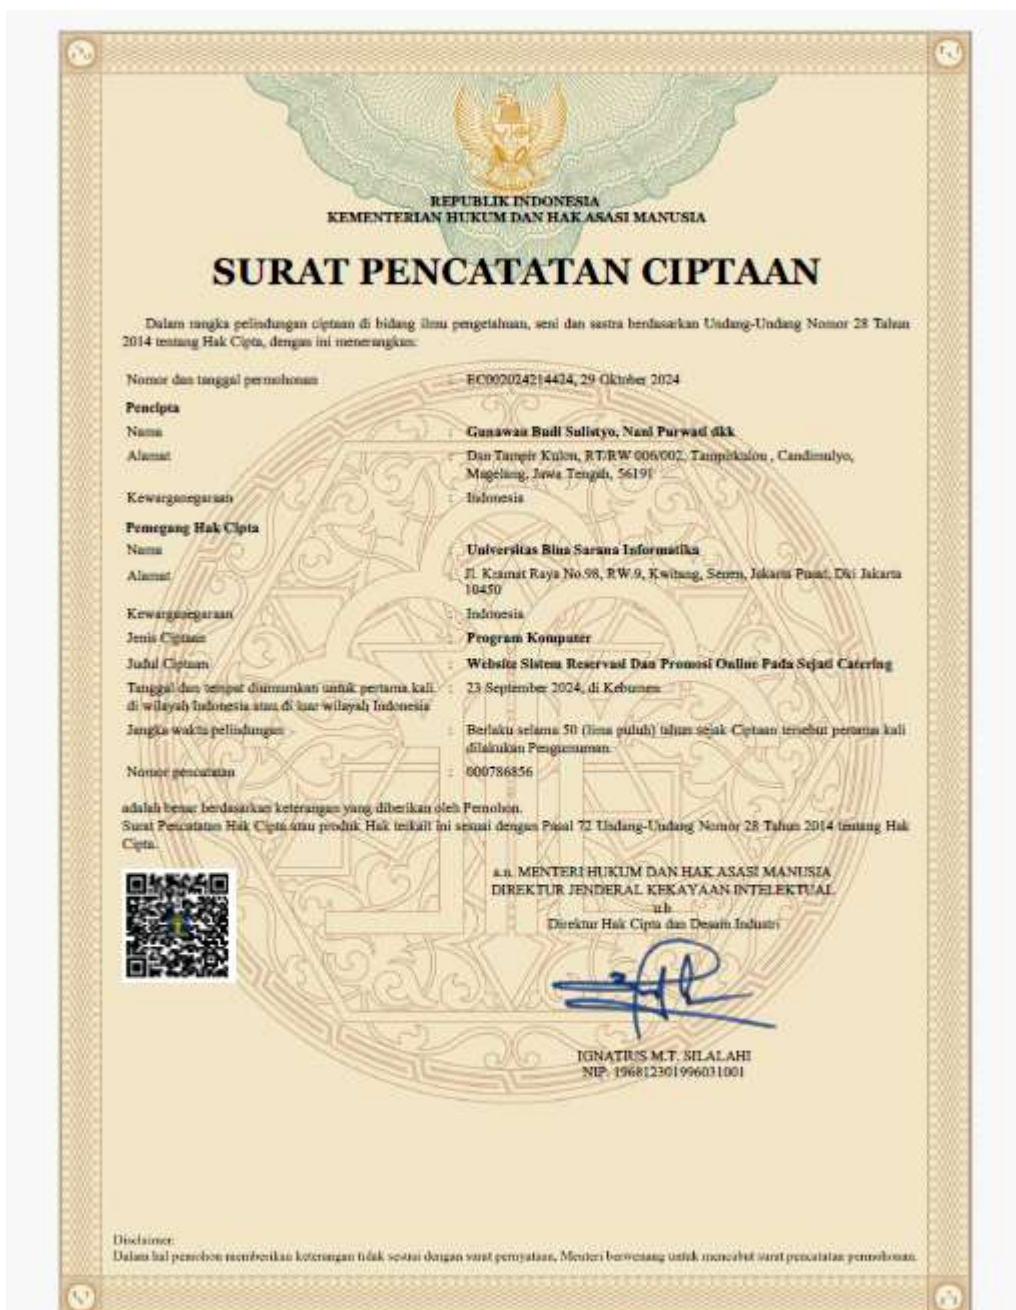 REPUBLIK INDONESIA
KEMENTERIAN HUKUM DAN HAK ASASI MANUSIA
SURAT PENCATATAN CIPTAAN
Dalam rangka pelindungan ciptaan di bidang ilmu pengetahuan, seni dan sastra berdasarkan Undang-Undang Nomor 28 Tahun
2014 tentang Hak Cipta, dengan ini menerangkan:
Nomor dan tanggal permohonan : EC002024214424, 29 Oktober 2024
Pencipta
Nama : Gunawan Budi Sulistyo, Nani Purwati dkk
Alamat : Dan Tampir Kulon, RT/RW 006/002, Tampirkulon , Candimulyo,
Magelang, Jawa Tengah, 56191
Kewarganegaraan : Indonesia
Pemegang Hak Cipta
Nama : Universitas Bina Sarana Informatika
Alamat : Jl. Kramat Raya No.98, RW.9, Kwitang, Senen, Jakarta Pusat, Dki Jakarta
10450
Kewarganegaraan : Indonesia
Jenis Ciptaan : Program Komputer
Judul Ciptaan : Website Sistem Reservasi Dan Promosi Online Pada Sejati Catering
Tanggal dan tempat diumumkan untuk pertama kali : 23 September 2024, di Kebumen
di wilayah Indonesia atau di luar wilayah Indonesia
Jangka waktu pelindungan : Berlaku selama 50 (lima puluh) tahun sejak Ciptaan tersebut pertama kali
dilakukan Pengumuman.
Nomor pencatatan : 000786856
adalah benar berdasarkan keterangan yang diberikan oleh Pemohon.
Surat Pencatatan Hak Cipta atau produk Hak terkait ini sesuai dengan Pasal 72 Undang-Undang Nomor 28 Tahun 2014 tentang Hak
Cipta.
a.n. MENTERI HUKUM DAN HAK ASASI MANUSIA
DIREKTUR JENDERAL KEKAYAAN INTELEKTUAL
u.b
Direktur Hak Cipta dan Desain Industri
IGNATIUS M.T. SILALAHI
NIP. 196812301996031001
Disclaimer:
Dalam hal pemohon memberikan keterangan tidak sesuai dengan surat pernyataan, Menteri berwenang untuk mencabut surat pencatatan permohonan.